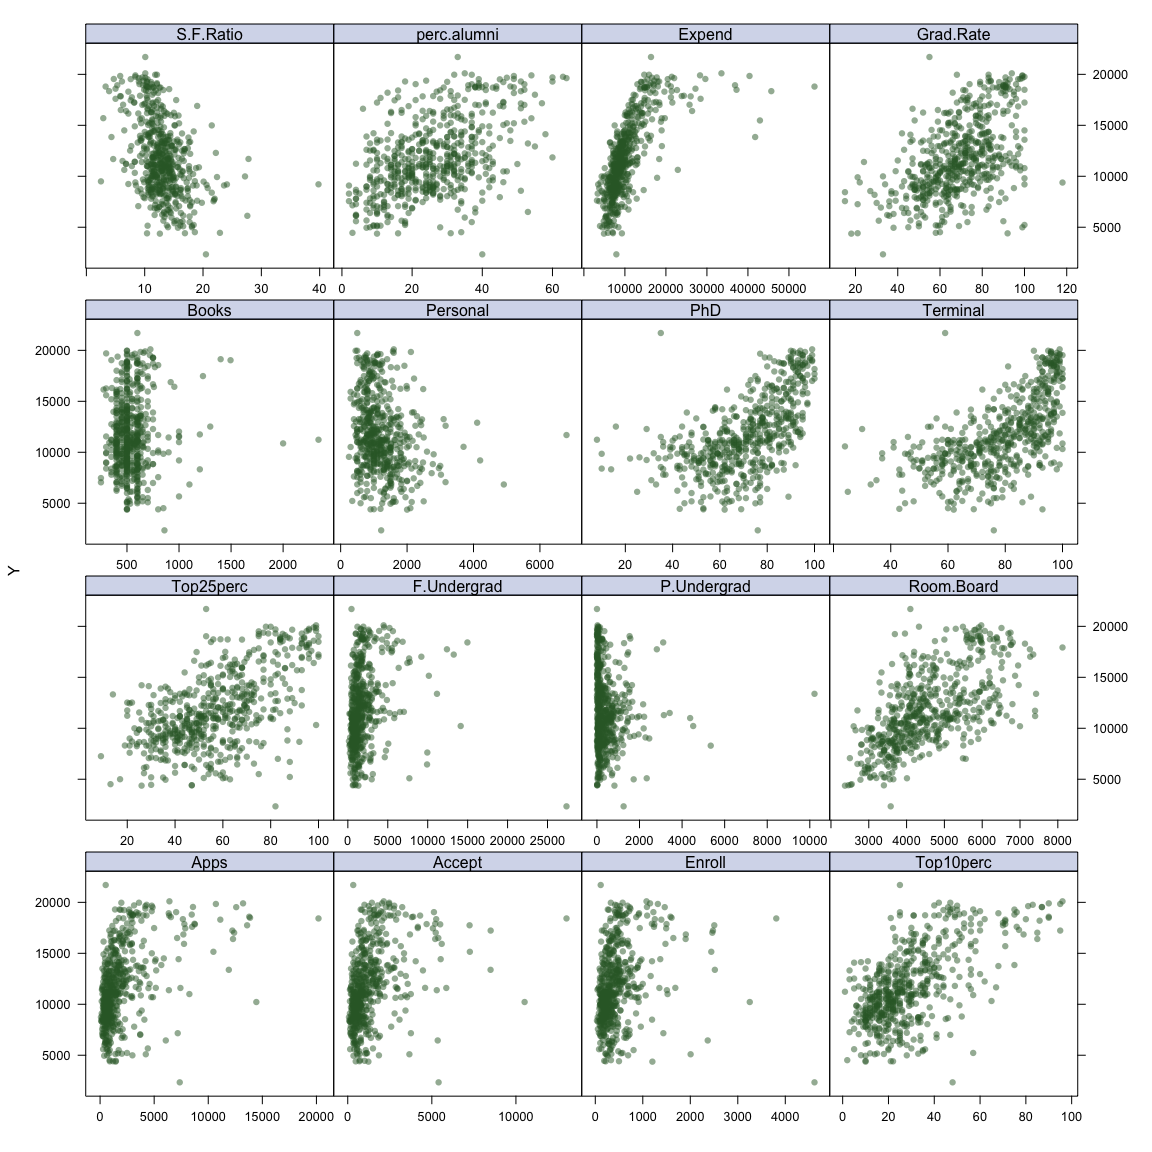 S.F.Ratio perc.alumni Expend Grad.Rate
20000
15000
10000
5000
10 20 30 40 0 20 40 60 10000 20000 30000 40000 50000 20 40 60 80 100 120
Books Personal PhD Terminal
20000
15000
10000
5000
500 1000 1500 2000 0 2000 4000 6000 20 40 60 80 100 40 60 80 100
Y
Top25perc F.Undergrad P.Undergrad Room.Board
20000
15000
10000
5000
20 40 60 80 100 0 5000 10000 15000 20000 25000 0 2000 4000 6000 8000 10000 3000 4000 5000 6000 7000 8000
Apps Accept Enroll Top10perc
20000
15000
10000
5000
0 5000 10000 15000 20000 0 5000 10000 0 1000 2000 3000 4000 0 20 40 60 80 100